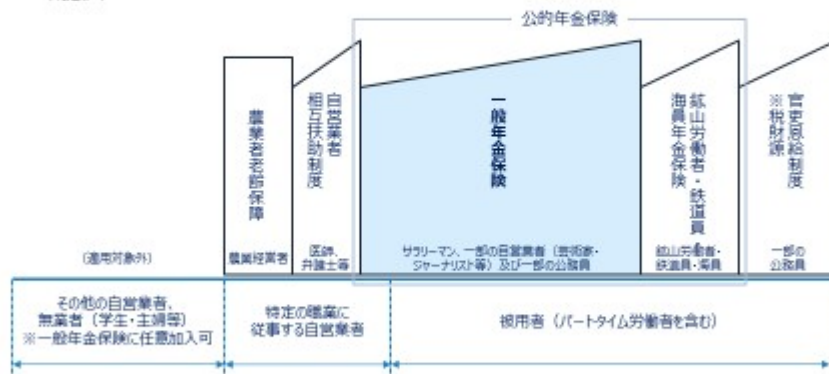 公的年金保険
農業者老齢保障
自営業者
相互扶助制度
一般年金保険
鉱山労働者・鉄道員・
海員年金保険
官吏恩給制度
※税財源
(適用対象外)
農業経営者
医師、
弁護士等
サラリーマン、一部の自営業者(芸術家・
ジャーナリスト等)及び一部の公務員
鉱山労働者・
鉄道員・海員
一部の
公務員
その他の自営業者、
無業者(学生・主婦等)
※一般年金保険に任意加入可
特定の職業に
従事する自営業者
被用者(パートタイム労働者を含む)